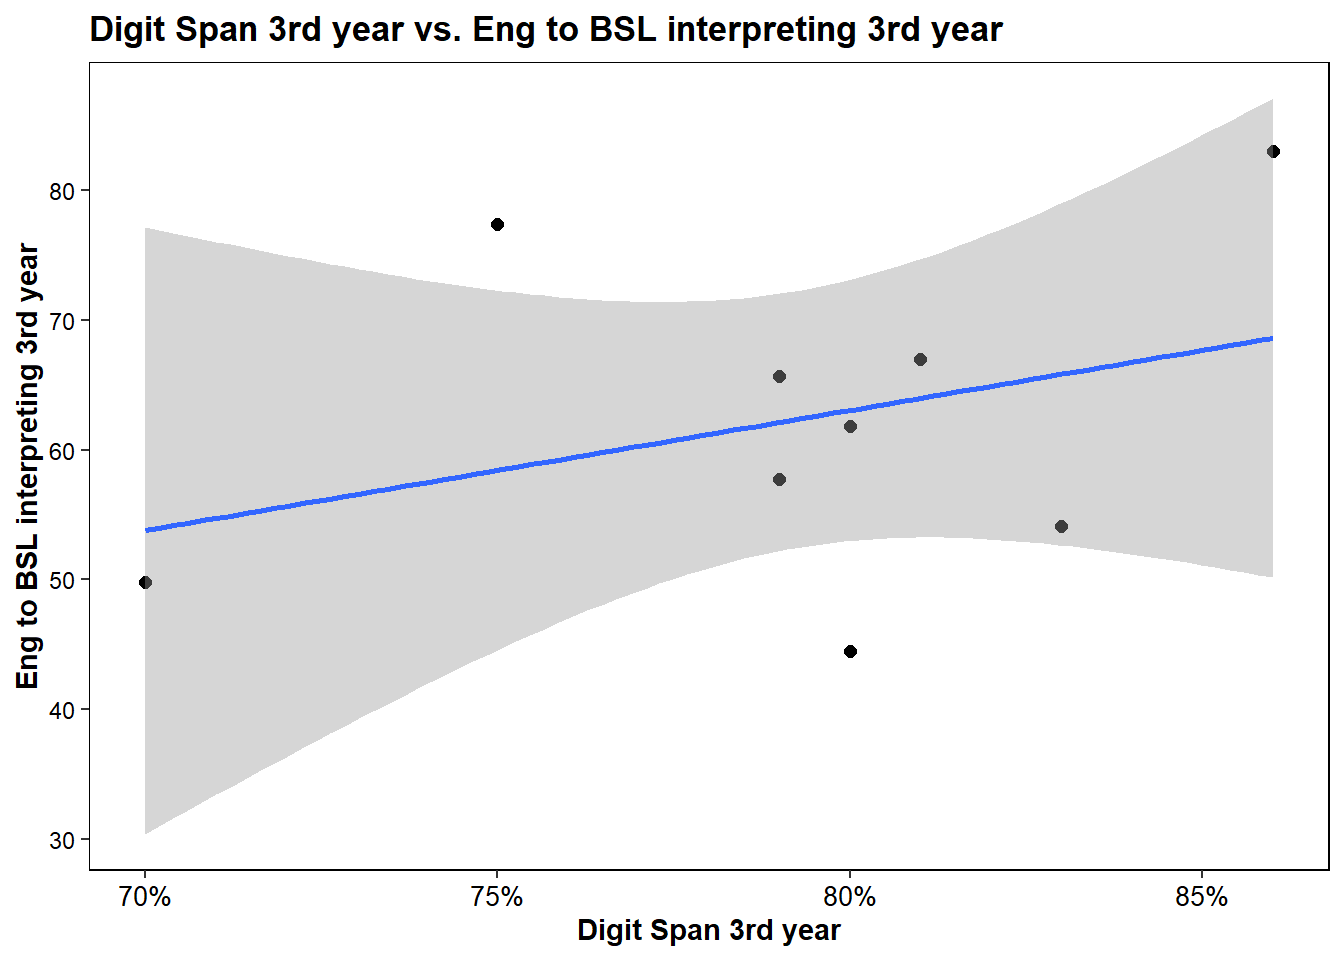 Digit Span 3rd year vs. Eng to BSL interpreting 3rd year
Eng to BSL interpreting 3rd year
80
70
60
50
40
30
70% 75% 80% 85%
Digit Span 3rd year